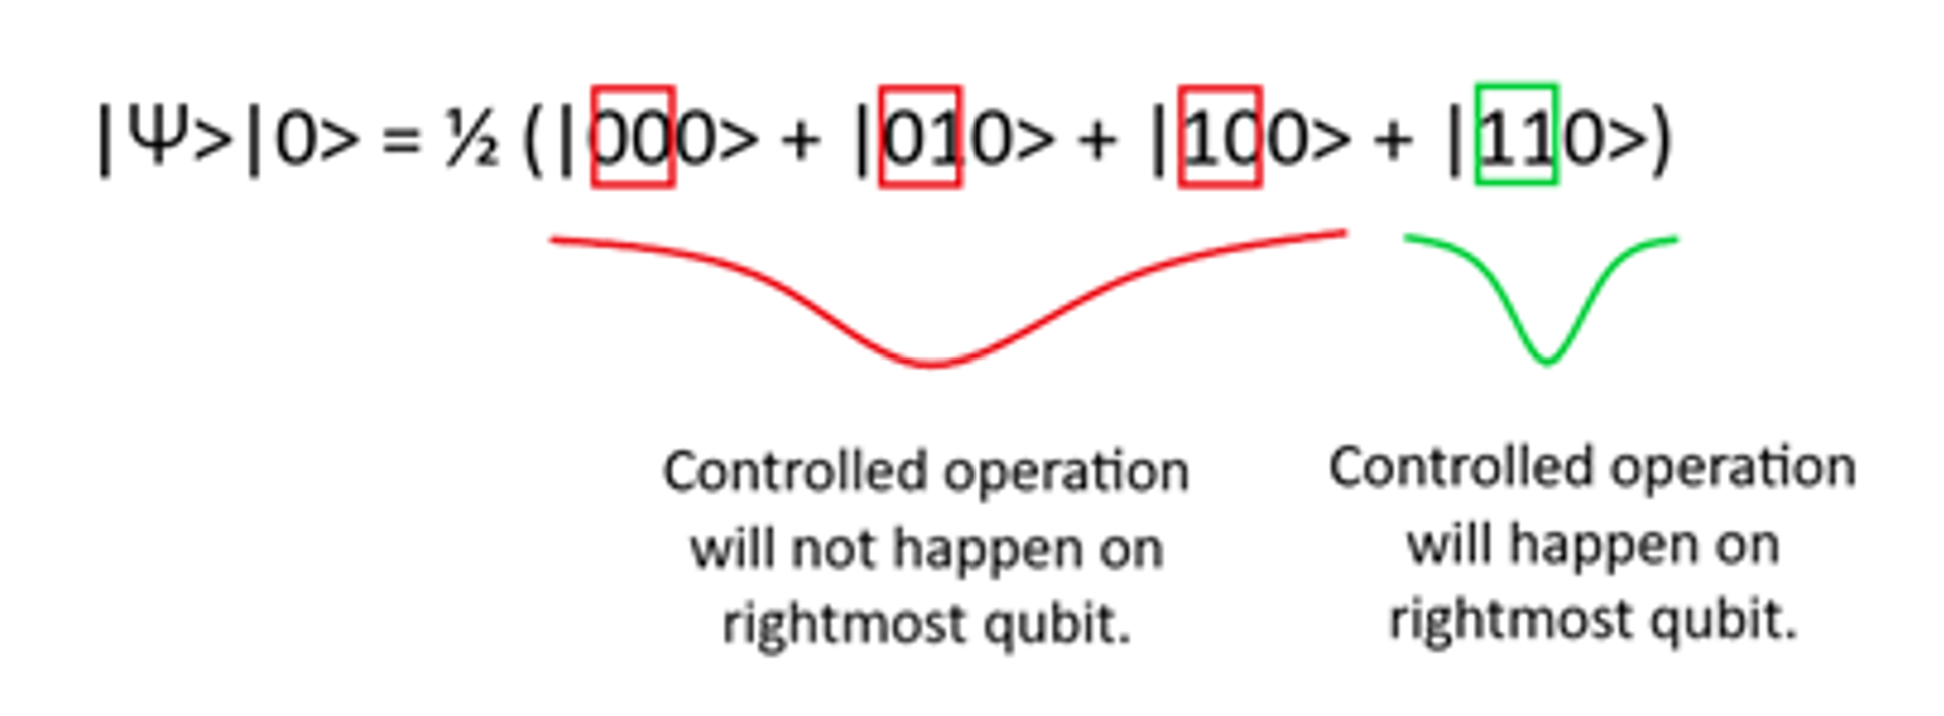 |Ψ>|0> = ½ (|000> + |010> + |100> + |110>)
Controlled operation
will not happen on
rightmost qubit.
Controlled operation
will happen on
rightmost qubit.